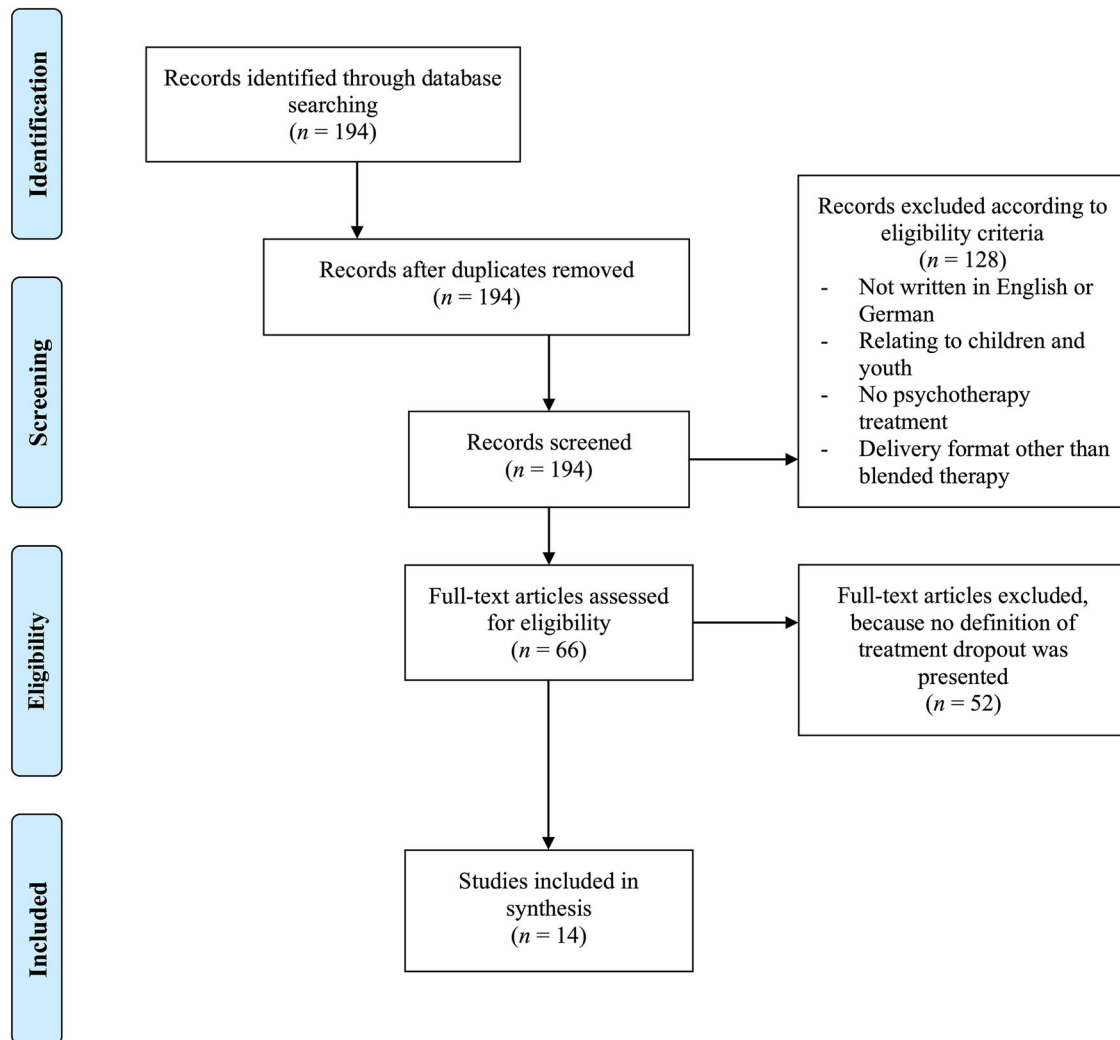 Identification
Records identified through database
searching
(n = 194)
Records after duplicates removed
(n = 194)
Screening
Records screened
(n = 194)
Records excluded according to
eligibility criteria
(n = 128)
- Not written in English or
German
- Relating to children and
youth
- No psychotherapy
treatment
- Delivery format other than
blended therapy
Eligibility
Full-text articles assessed
for eligibility
(n = 66)
Full-text articles excluded,
because no definition of
treatment dropout was
presented
(n = 52)
Included
Studies included in
synthesis
(n = 14)